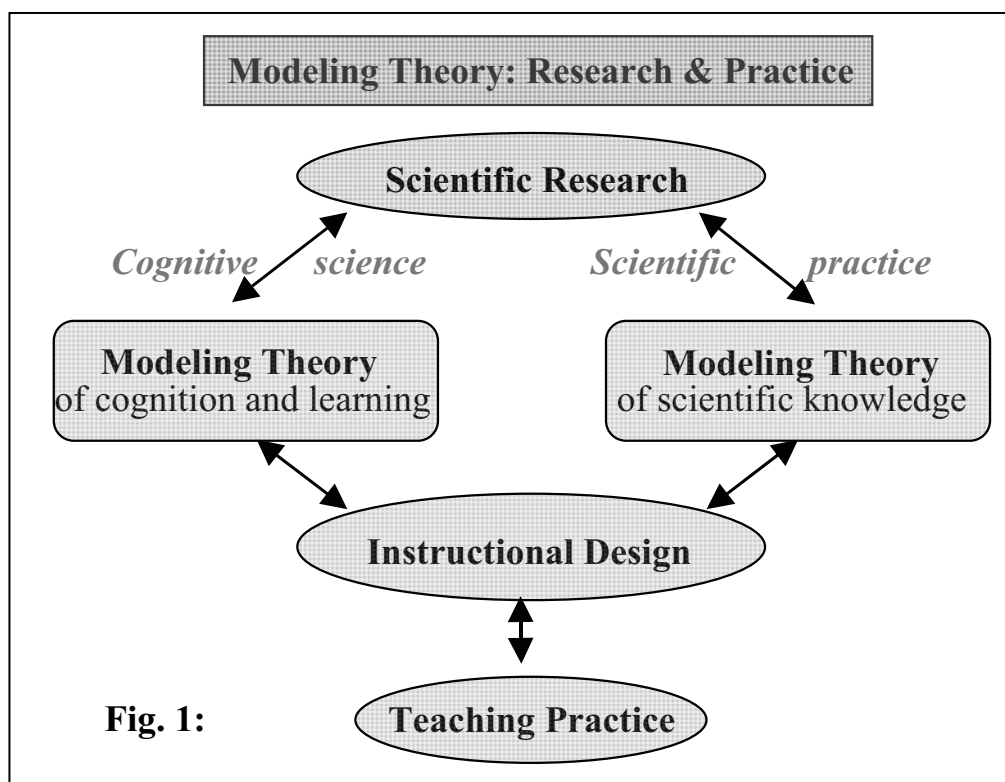 Modeling Theory: Research & Practice
Scientific Research
Cognitive science
Scientific practice
Modeling Theory
of cognition and learning
Modeling Theory
of scientific knowledge
Instructional Design
Teaching Practice
Fig. 1: